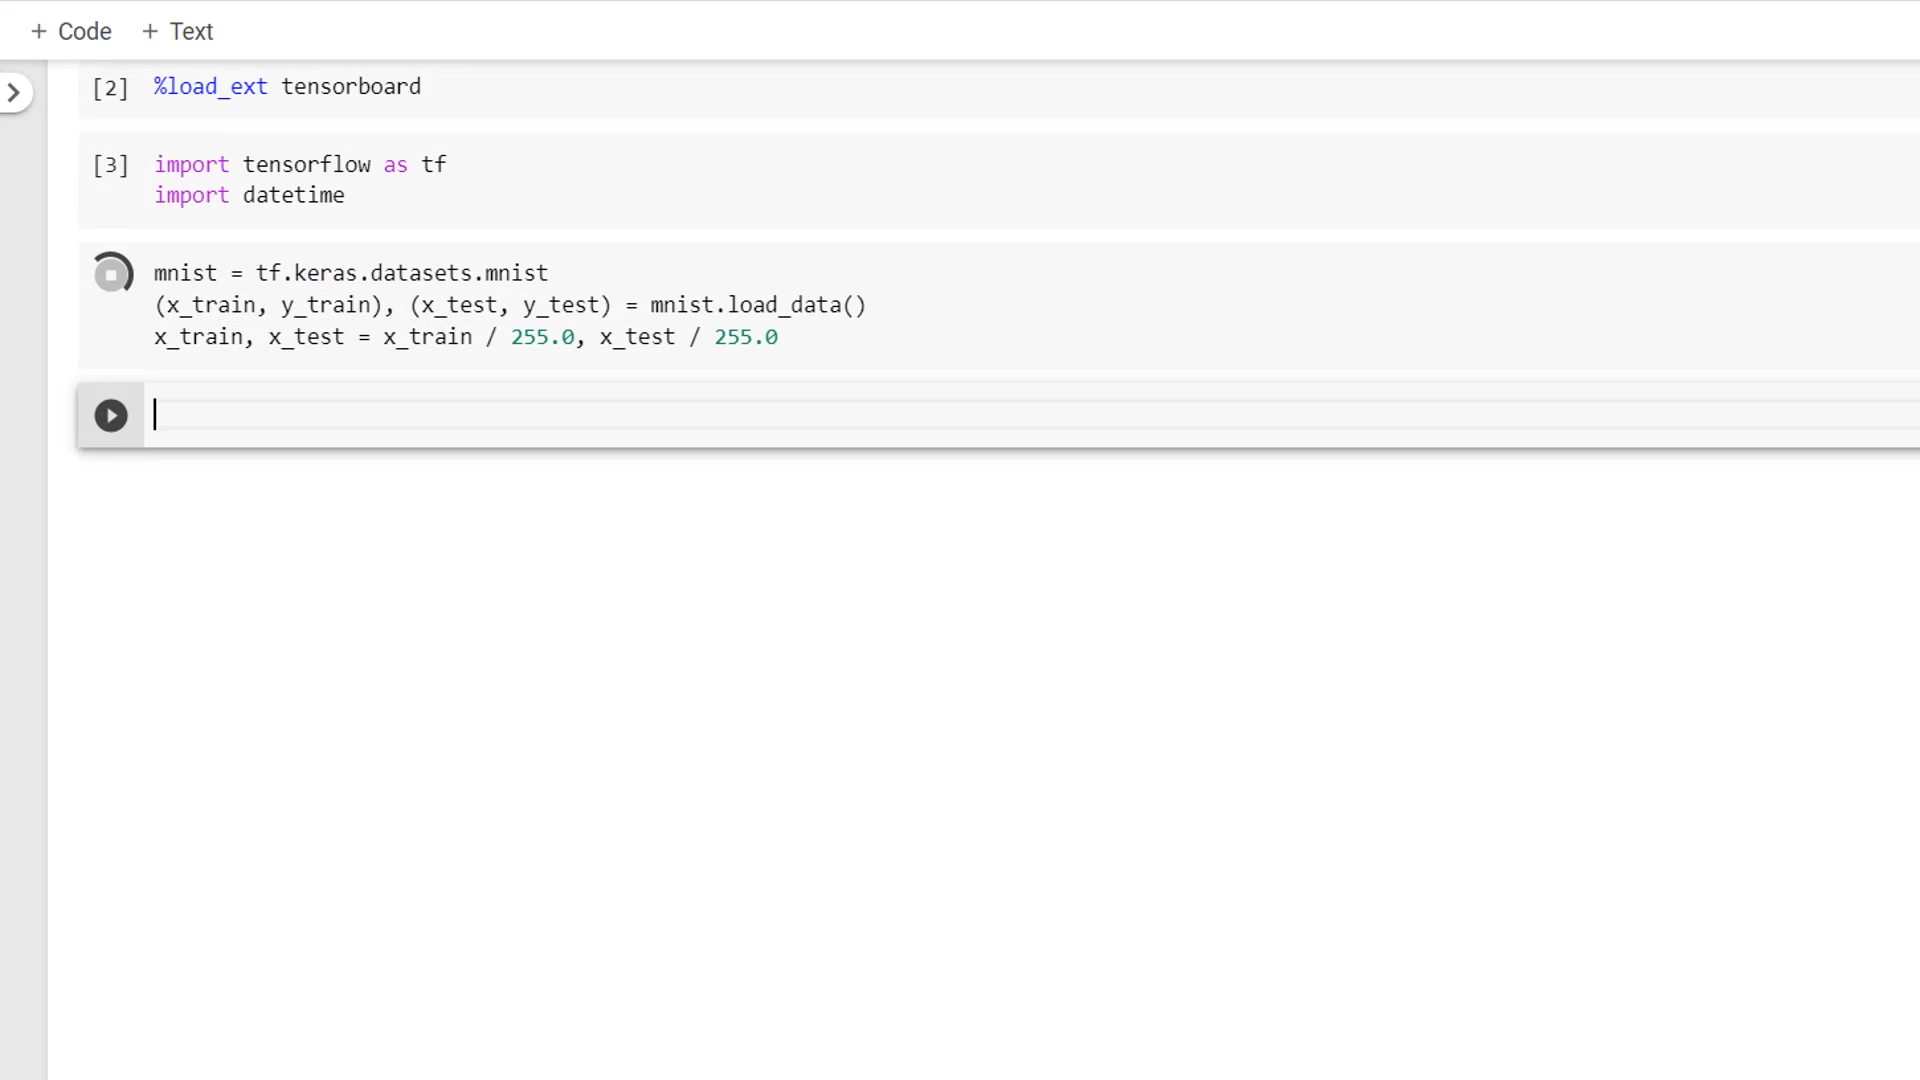 + Code + Text
[2] %load_ext tensorboard
[3] import tensorflow as tf
import datetime
mnist = tf.keras.datasets.mnist
(x_train, y_train), (x_test, y_test) = mnist.load_data()
x_train, x_test = x_train / 255.0, x_test / 255.0